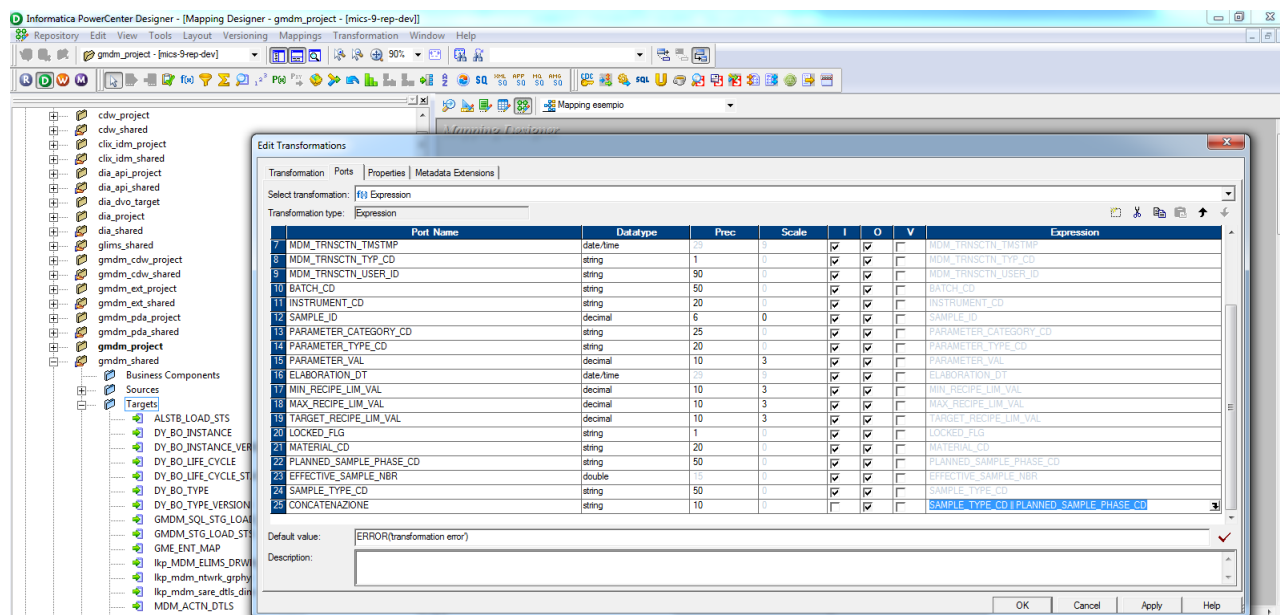 Informatica PowerCenter Designer - [Mapping Designer - gmdm_project - [mics-9-rep-dev]]
Repository Edit View Tools Layout Versioning Mappings Transformation Window Help
gmdm_project - [mics-9-rep-dev] 90%
Mapping esempio
Mapping Designer
cdw_project
cdw_shared
clix_idm_project
clix_idm_shared
dia_api_project
dia_api_shared
dia_dvo_target
dia_project
dia_shared
glims_shared
gmdm_cdw_project
gmdm_cdw_shared
gmdm_ext_project
gmdm_ext_shared
gmdm_pda_project
gmdm_pda_shared
gmdm_project
gmdm_shared
Business Components
Sources
Targets
ALSTB_LOAD_STS
DY_BO_INSTANCE
DY_BO_INSTANCE_VER
DY_BO_LIFE_CYCLE
DY_BO_LIFE_CYCLE_ST
DY_BO_TYPE
DY_BO_TYPE_VERSION
GMDM_SQL_STG_LOA
GMDM_STG_LOAD_STS
GME_ENT_MAP
lkp_MDM_ELIMS_DRW
lkp_mdm_ntwrk_grphy
lkp_mdm_sare_dtls_din
MDM_ACTN_DTLS
Edit Transformations
Transformation Ports Properties Metadata Extensions
Select transformation: f(x) Expression
Transformation type: Expression
Port Name Datatype Prec Scale I O V Expression
7 MDM_TRNSCTN_TMSTMP date/time 29 9 MDM_TRNSCTN_TMSTMP
8 MDM_TRNSCTN_TYP_CD string 1 0 MDM_TRNSCTN_TYP_CD
9 MDM_TRNSCTN_USER_ID string 90 0 MDM_TRNSCTN_USER_ID
10 BATCH_CD string 50 0 BATCH_CD
11 INSTRUMENT_CD string 20 0 INSTRUMENT_CD
12 SAMPLE_ID decimal 6 0 SAMPLE_ID
13 PARAMETER_CATEGORY_CD string 25 0 PARAMETER_CATEGORY_CD
14 PARAMETER_TYPE_CD string 20 0 PARAMETER_TYPE_CD
15 PARAMETER_VAL decimal 10 3 PARAMETER_VAL
16 ELABORATION_DT date/time 29 9 ELABORATION_DT
17 MIN_RECIPE_LIM_VAL decimal 10 3 MIN_RECIPE_LIM_VAL
18 MAX_RECIPE_LIM_VAL decimal 10 3 MAX_RECIPE_LIM_VAL
19 TARGET_RECIPE_LIM_VAL decimal 10 3 TARGET_RECIPE_LIM_VAL
20 LOCKED_FLG string 1 0 LOCKED_FLG
21 MATERIAL_CD string 20 0 MATERIAL_CD
22 PLANNED_SAMPLE_PHASE_CD string 50 0 PLANNED_SAMPLE_PHASE_CD
23 EFFECTIVE_SAMPLE_NBR double 15 0 EFFECTIVE_SAMPLE_NBR
24 SAMPLE_TYPE_CD string 50 0 SAMPLE_TYPE_CD
25 CONCATENAZIONE string 10 0 SAMPLE_TYPE_CD || PLANNED_SAMPLE_PHASE_CD
Default value: ERROR('transformation error')
Description:
OK Cancel Apply Help